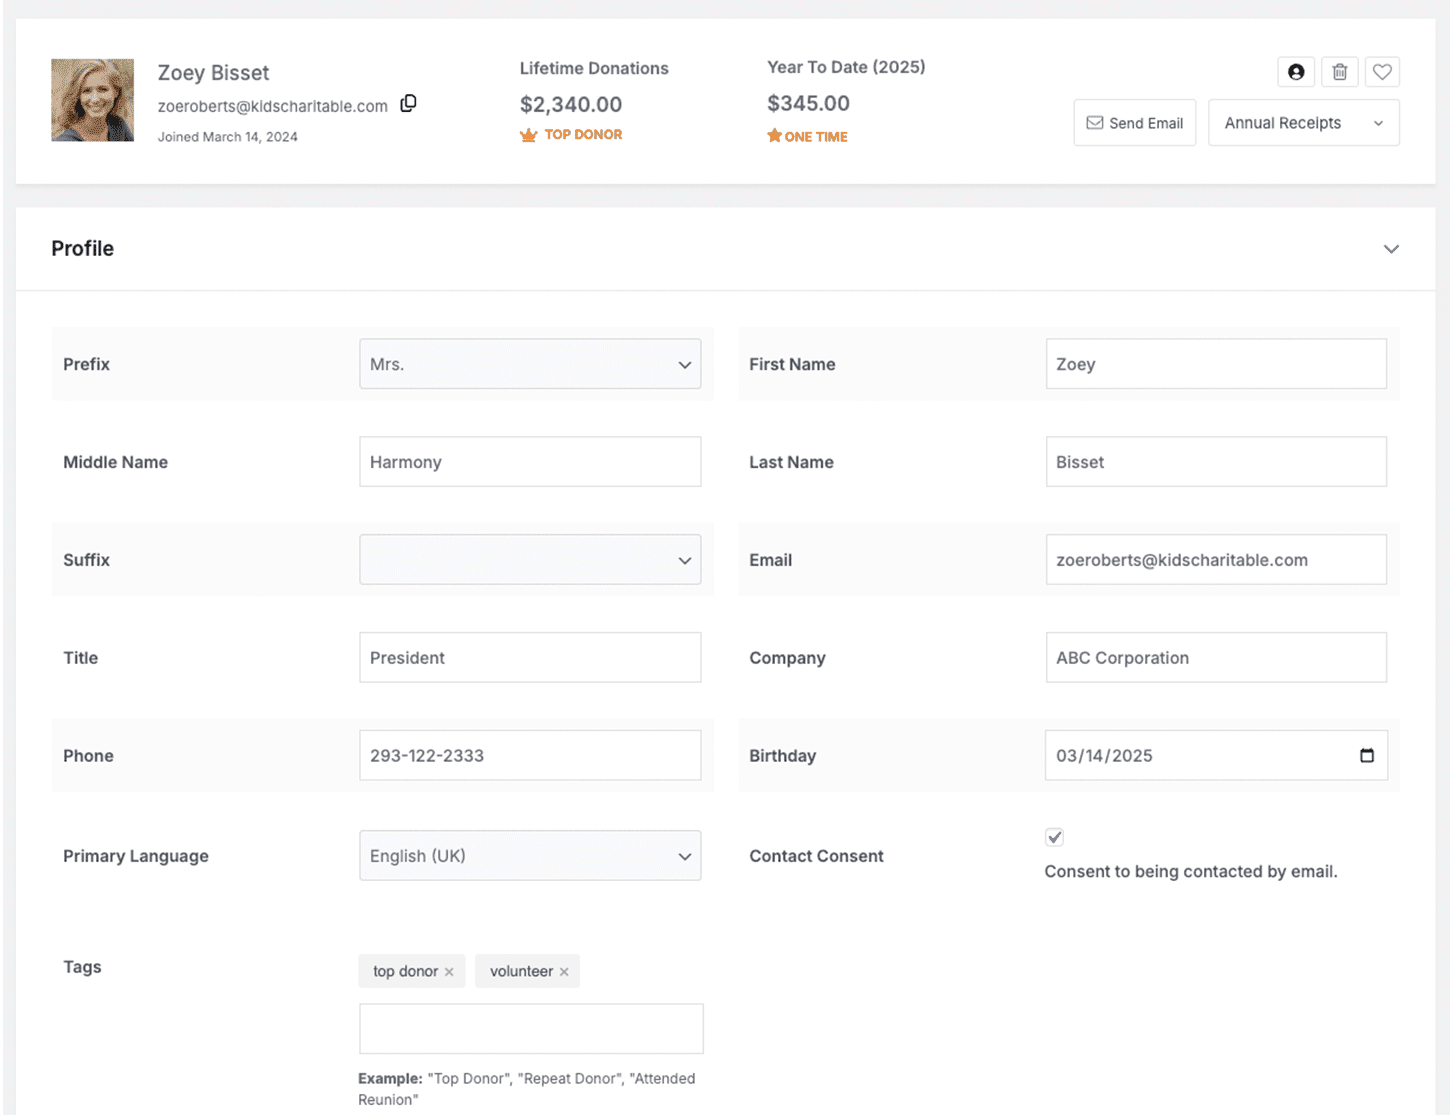 Zoey Bisset
zoeroberts@kidscharitable.com
Joined March 14, 2024
Lifetime Donations
$2,340.00
TOP DONOR
Year To Date (2025)
$345.00
ONE TIME
Send Email
Annual Receipts
Profile
Prefix
Mrs.
First Name
Zoey
Middle Name
Harmony
Last Name
Bisset
Suffix
Email
zoeroberts@kidscharitable.com
Title
President
Company
ABC Corporation
Phone
293-122-2333
Birthday
03/14/2025
Primary Language
English (UK)
Contact Consent
Consent to being contacted by email.
Tags
top donor ×
volunteer ×
Example: "Top Donor", "Repeat Donor", "Attended
Reunion"